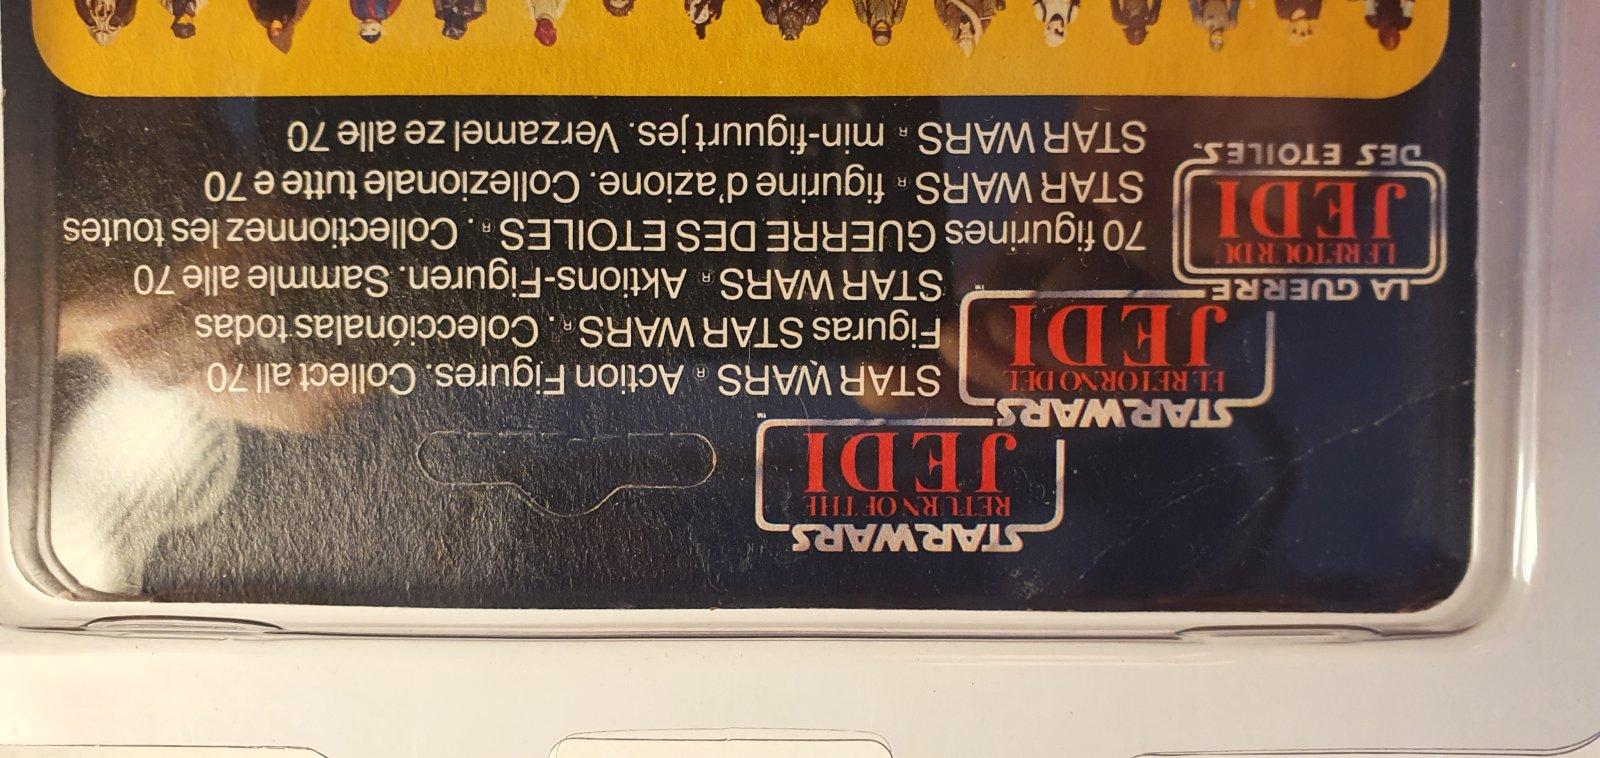 STAR WARS
RETURN OF THE
JEDI
™
STAR WARS
EL RETORNO DEL
JEDI
™
LA GUERRE
LE RETOUR DU
JEDI
DES ETOILES.
STAR WARS ® Action Figures. Collect all 70
Figuras STAR WARS ®. Colecciónalas todas
STAR WARS ® Aktions-Figuren. Sammle alle 70
70 figurines GUERRE DES ETOILES ®. Collectionnez les toutes
STAR WARS ® figurine d'azione. Collezionale tutte e 70
STAR WARS ® min-figuurtjes. Verzamel ze alle 70